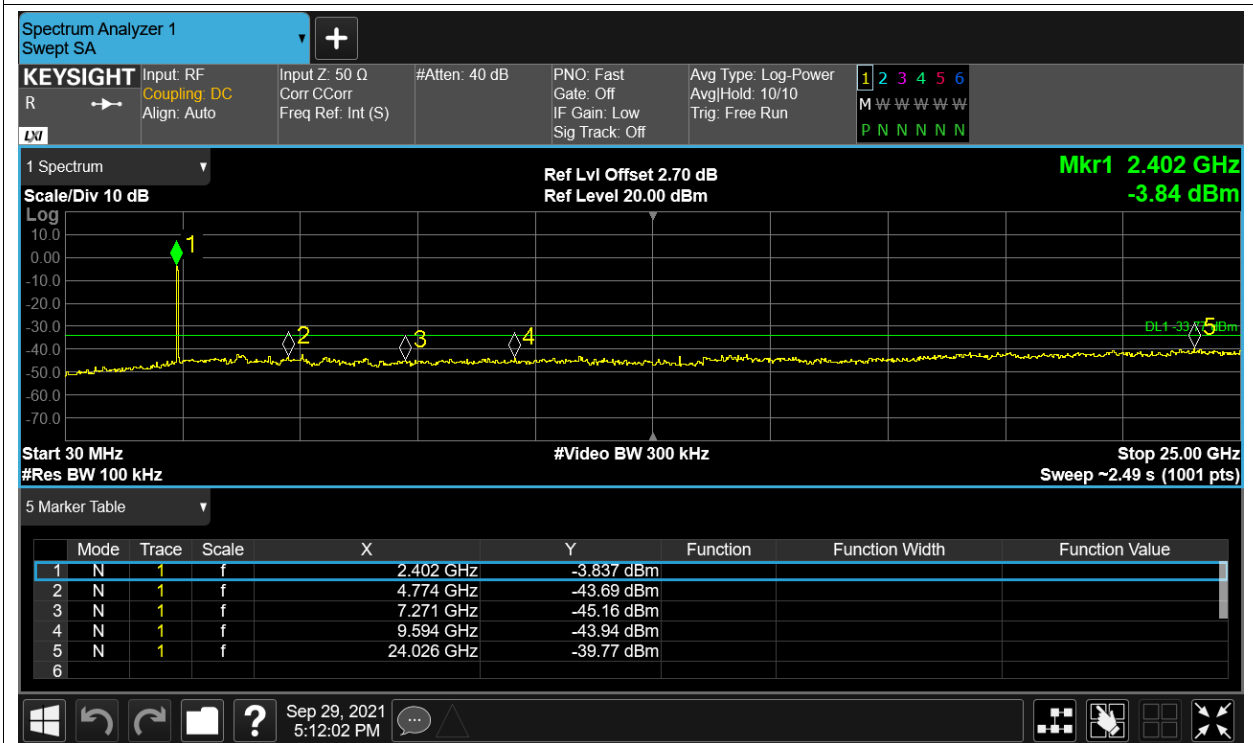 Spectrum Analyzer 1
Swept SA
KEYSIGHT
R
LXI
Input: RF
Coupling: DC
Align: Auto
Input Z: 50 Ω
Corr CCorr
Freq Ref: Int (S)
#Atten: 40 dB
PNO: Fast
Gate: Off
IF Gain: Low
Sig Track: Off
Avg Type: Log-Power
Avg|Hold: 10/10
Trig: Free Run
1 2 3 4 5 6
M W W W W W
P N N N N N
1 Spectrum
Scale/Div 10 dB
Ref Lvl Offset 2.70 dB
Ref Level 20.00 dBm
Mkr1 2.402 GHz
-3.84 dBm
Log
10.0
0.00
-10.0
-20.0
-30.0
-40.0
-50.0
-60.0
-70.0
1
2
3
4
5
Start 30 MHz
#Res BW 100 kHz
#Video BW 300 kHz
Stop 25.00 GHz
Sweep ~2.49 s (1001 pts)
5 Marker Table
Mode Trace Scale X Y Function Function Width Function Value
1 N 1 f 2.402 GHz -3.837 dBm
2 N 1 f 4.774 GHz -43.69 dBm
3 N 1 f 7.271 GHz -45.16 dBm
4 N 1 f 9.594 GHz -43.94 dBm
5 N 1 f 24.026 GHz -39.77 dBm
6
?
Sep 29, 2021
5:12:02 PM